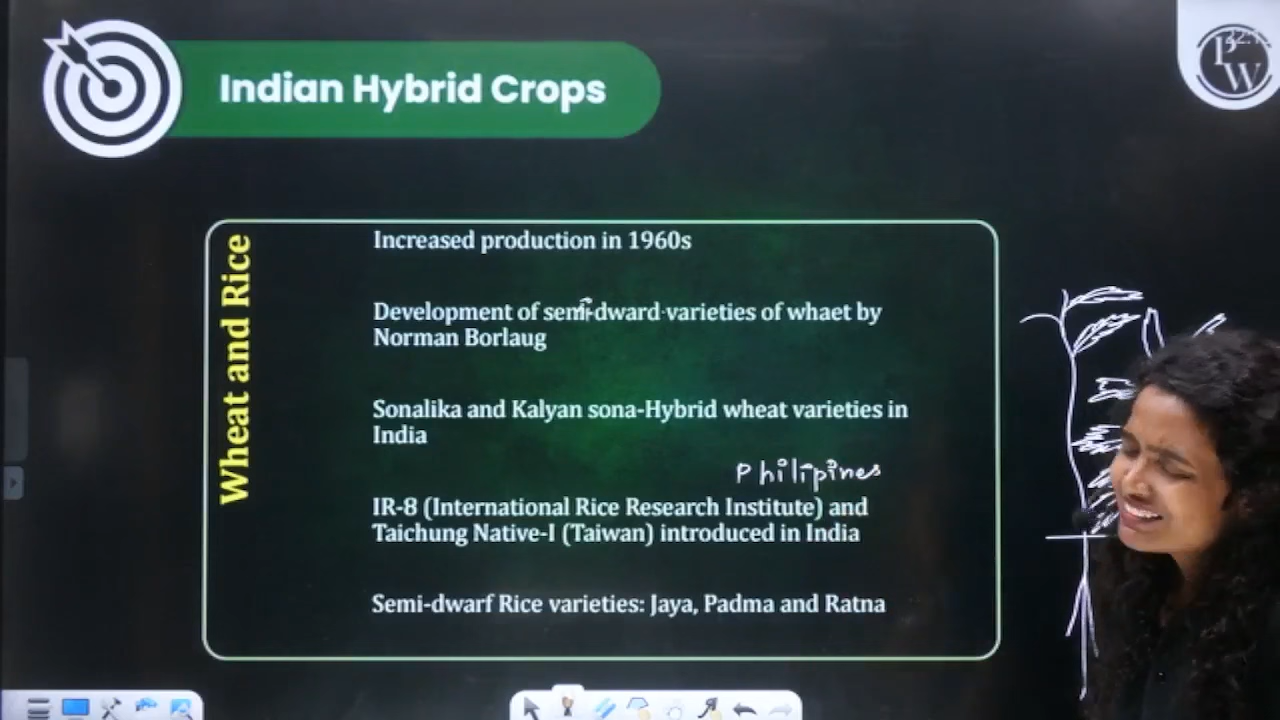 Indian Hybrid Crops
PW
Wheat and Rice
Increased production in 1960s
Development of semi-dward varieties of whaet by
Norman Borlaug
Sonalika and Kalyan sona-Hybrid wheat varieties in
India
Philipines
IR-8 (International Rice Research Institute) and
Taichung Native-I (Taiwan) introduced in India
Semi-dwarf Rice varieties: Jaya, Padma and Ratna